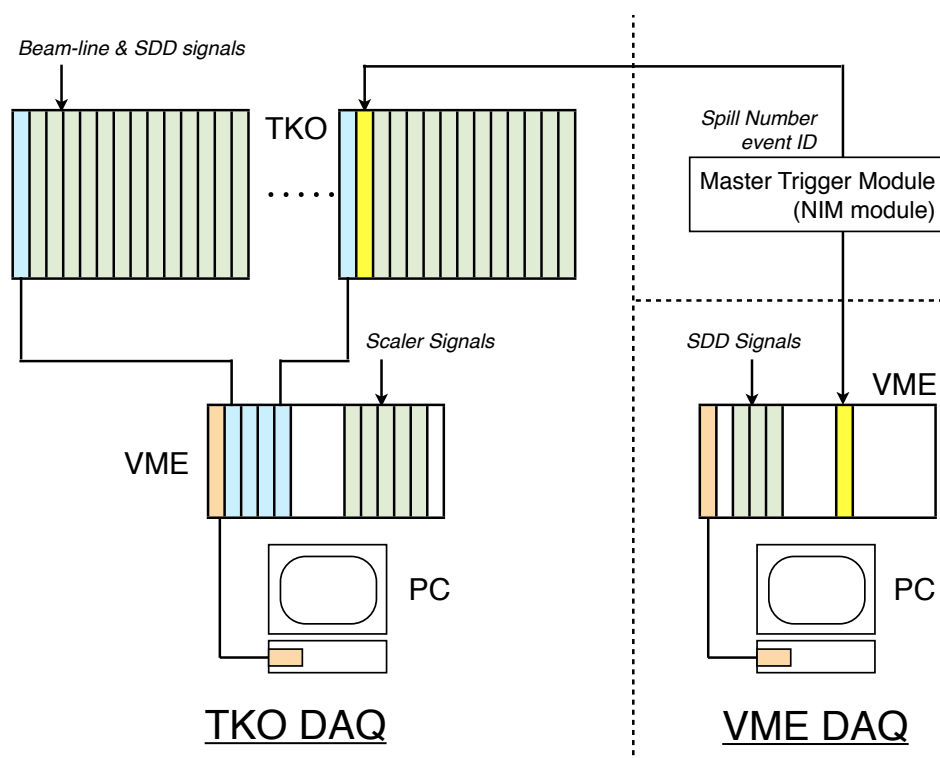 Beam-line & SDD signals
TKO
.....
Spill Number
event ID
Master Trigger Module
(NIM module)
Scaler Signals
SDD Signals
VME
VME
PC
PC
TKO DAQ
VME DAQ